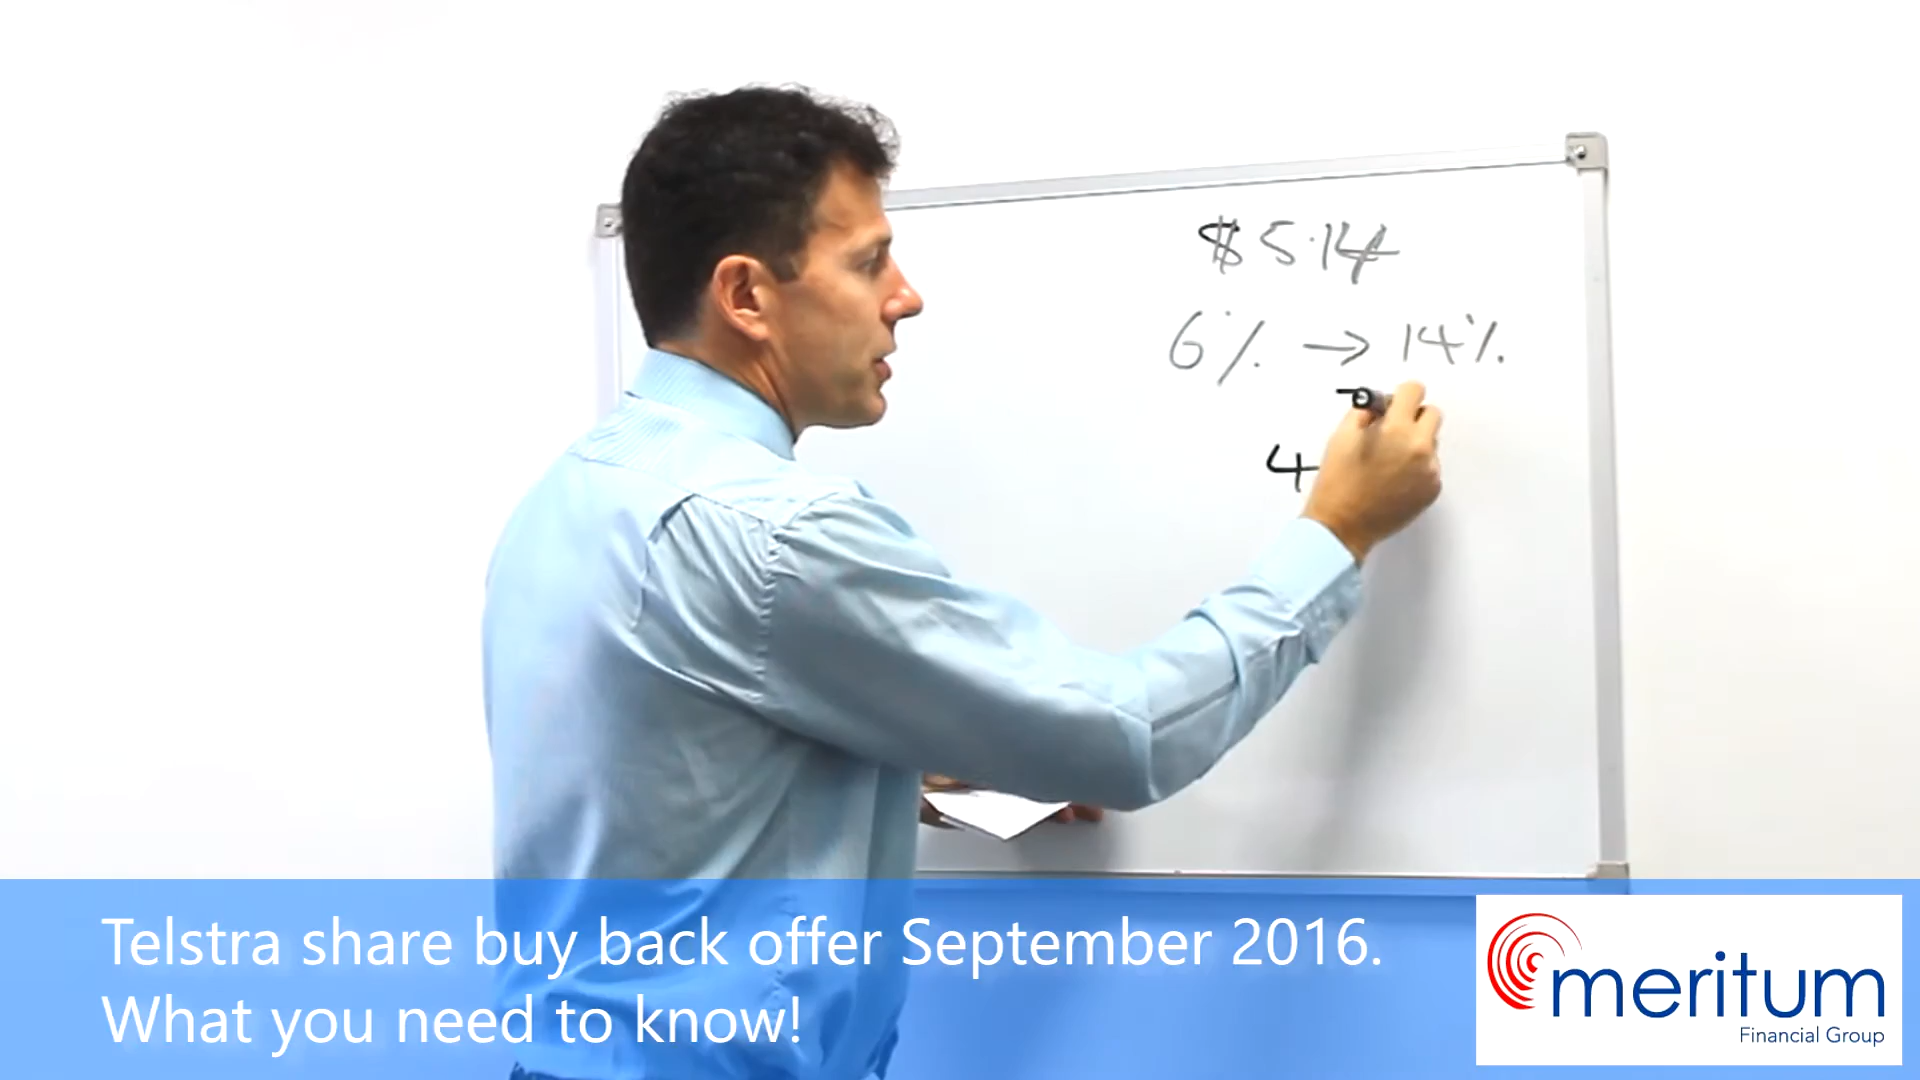 $5.14
6% → 14%
4
Telstra share buy back offer September 2016.
What you need to know!
meritum
Financial Group